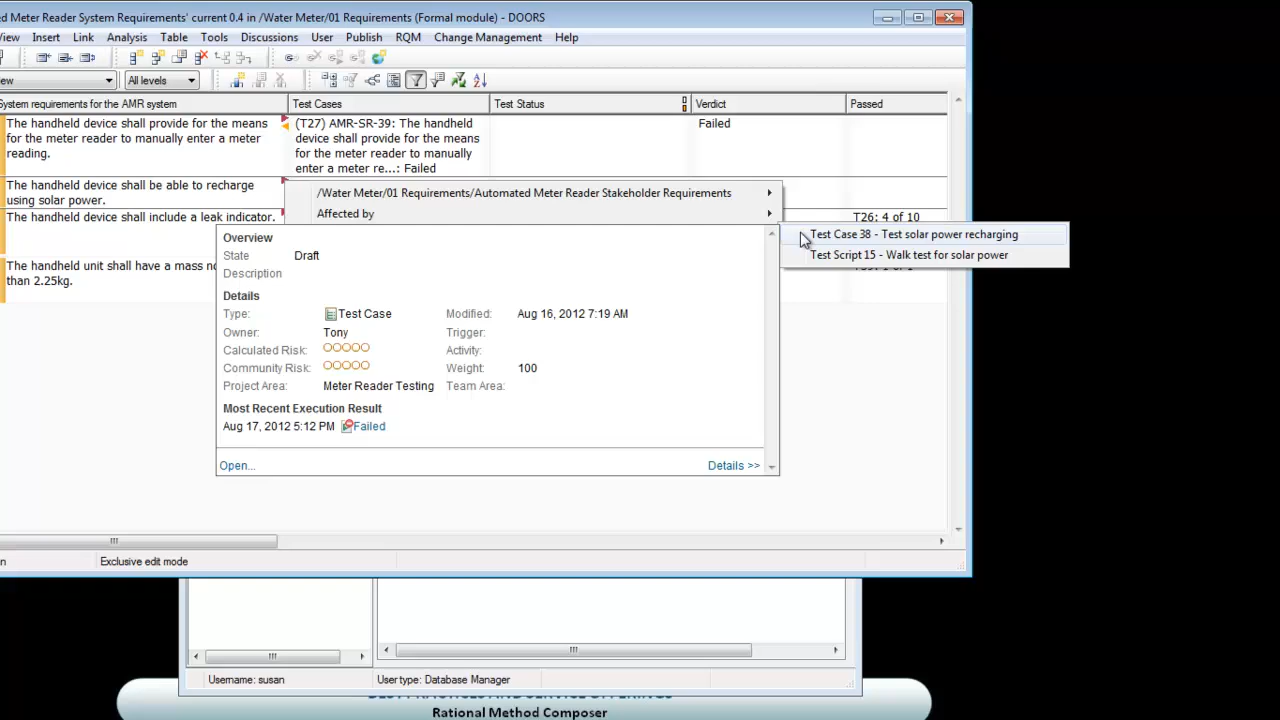 ed Meter Reader System Requirements' current 0.4 in /Water Meter/01 Requirements (Formal module) - DOORS
View Insert Link Analysis Table Tools Discussions User Publish RQM Change Management Help
ew All levels
System requirements for the AMR system Test Cases Test Status Verdict Passed
The handheld device shall provide for the means
for the meter reader to manually enter a meter
reading.
(T27) AMR-SR-39: The handheld
device shall provide for the means
for the meter reader to manually
enter a meter re...: Failed
Failed
The handheld device shall be able to recharge
using solar power.
/Water Meter/01 Requirements/Automated Meter Reader Stakeholder Requirements
Affected by
The handheld device shall include a leak indicator.
T26: 4 of 10
Test Case 38 - Test solar power recharging
Test Script 15 - Walk test for solar power
The handheld unit shall have a mass no
than 2.25kg.
Overview
State Draft
Description
Details
Type: Test Case Modified: Aug 16, 2012 7:19 AM
Owner: Tony Trigger:
Calculated Risk: Activity:
Community Risk: Weight: 100
Project Area: Meter Reader Testing Team Area:
Most Recent Execution Result
Aug 17, 2012 5:12 PM Failed
Open... Details >>
n Exclusive edit mode
Username: susan User type: Database Manager
BEST PRACTICES AND SERVICE OFFERINGS
Rational Method Composer